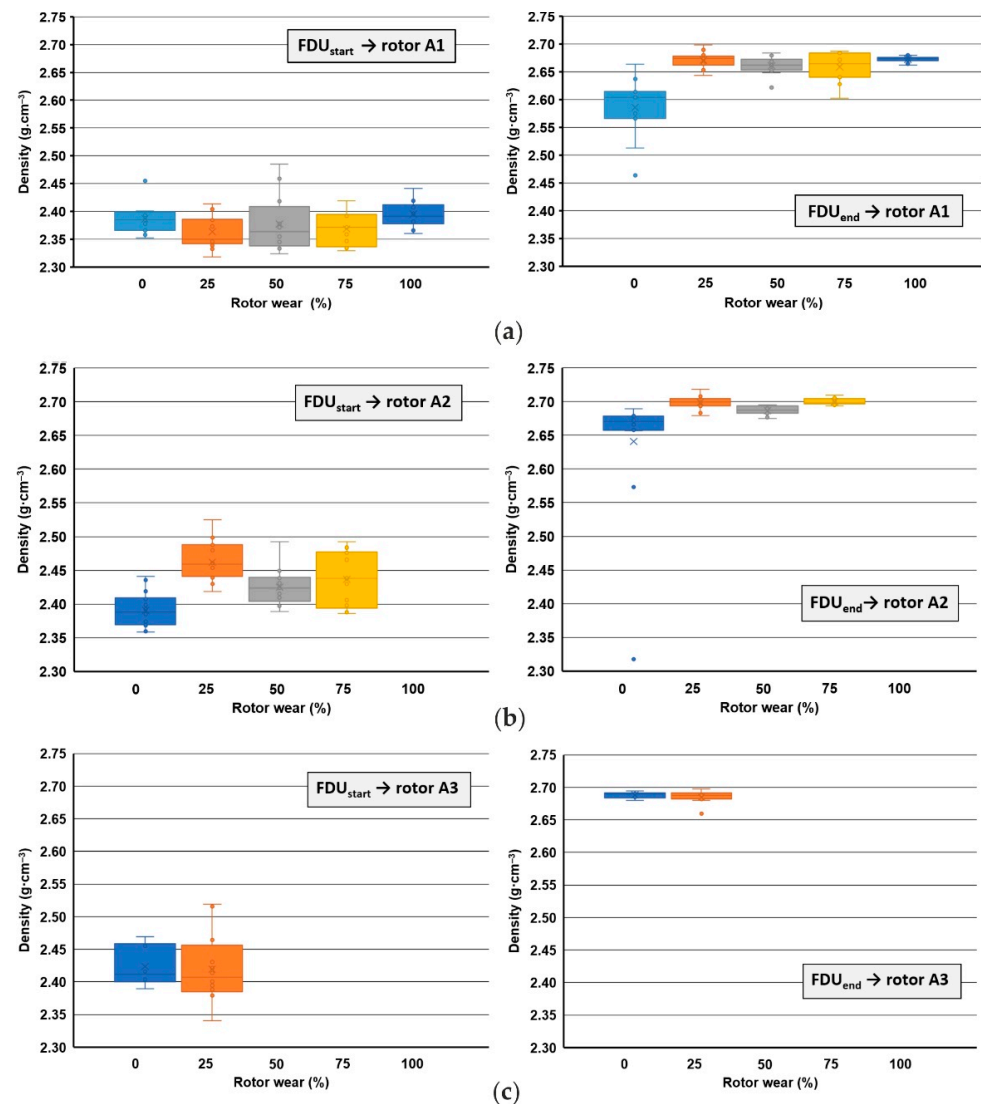 FDUstart → rotor A1
Density (g.cm−3)
2.75
2.70
2.65
2.60
2.55
2.50
2.45
2.40
2.35
2.30
0 25 50 75 100
Rotor wear (%)
FDUend → rotor A1
Density (g·cm−3)
2.75
2.70
2.65
2.60
2.55
2.50
2.45
2.40
2.35
2.30
0 25 50 75 100
Rotor wear (%)
(a)
FDUstart → rotor A2
Density (g·cm−3)
2.75
2.70
2.65
2.60
2.55
2.50
2.45
2.40
2.35
2.30
0 25 50 75 100
Rotor wear (%)
FDUend → rotor A2
Density (g·cm−3)
2.75
2.70
2.65
2.60
2.55
2.50
2.45
2.40
2.35
2.30
0 25 50 75 100
Rotor wear (%)
(b)
FDUstart → rotor A3
Density (g·cm−3)
2.75
2.70
2.65
2.60
2.55
2.50
2.45
2.40
2.35
2.30
0 25 50 75 100
Rotor wear (%)
FDUend → rotor A3
Density (g·cm−3)
2.75
2.70
2.65
2.60
2.55
2.50
2.45
2.40
2.35
2.30
0 25 50 75 100
Rotor wear (%)
(c)